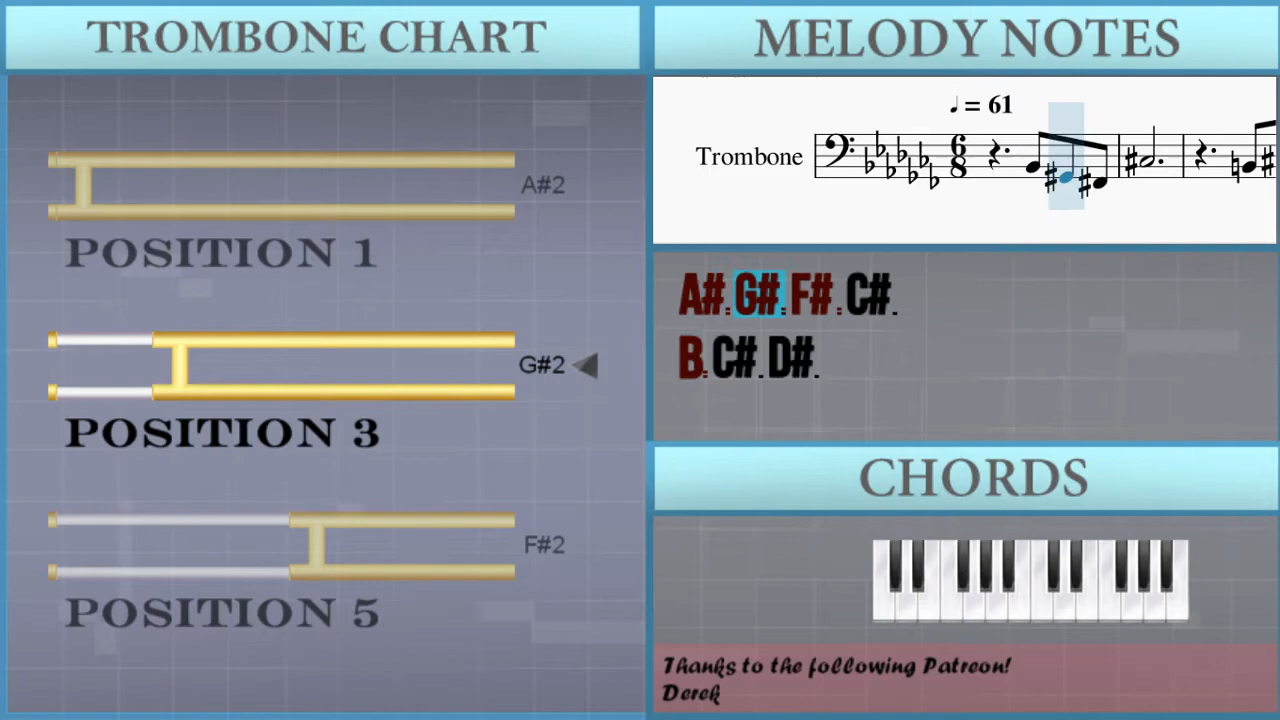 TROMBONE CHART
A#2
POSITION 1
G#2
POSITION 3
F#2
POSITION 5
MELODY NOTES
♩ = 61
Trombone
6
8
A#. G#. F#. C#.
B. C#. D#.
CHORDS
Thanks to the following Patreon!
Derek